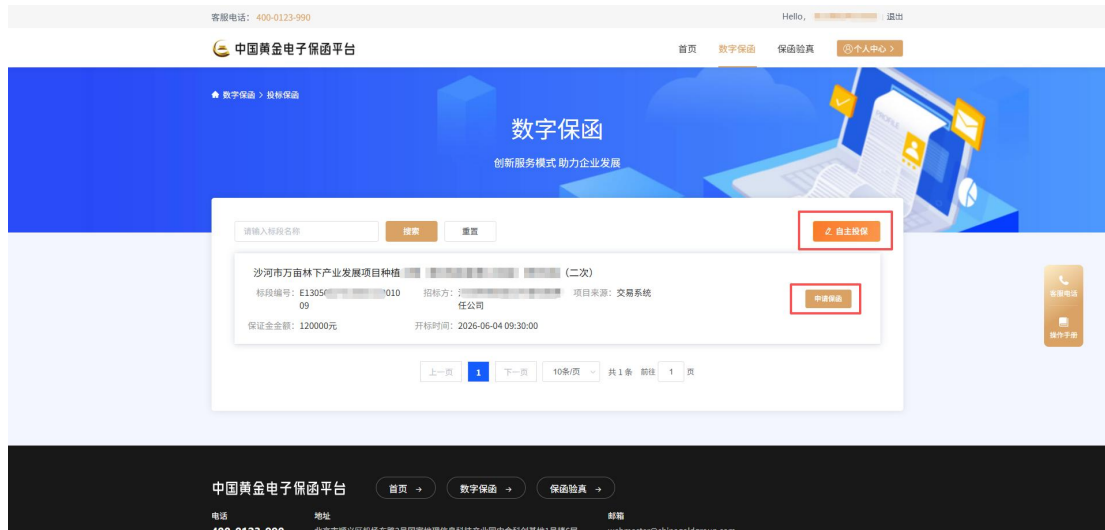 客服电话： 400-0123-990
Hello,
退出
中国黄金电子保函平台
首页 数字保函 保函验真 个人中心 >
数字保函 > 投标保函
数字保函
创新服务模式 助力企业发展
PROFILE
请输入标段名称 搜索 重置 自主投保
沙河市万亩林下产业发展项目种植 （二次）
标段编号： E1305 010 招标方： 项目来源： 交易系统
09 任公司
申请保函
保证金金额： 120000元 开标时间： 2026-06-04 09:30:00
上一页 1 下一页 10条/页 共 1 条 前往 1 页
客服电话
操作手册
中国黄金电子保函平台 首页 → 数字保函 → 保函验真 →
电话 地址 邮箱
400-0123-990